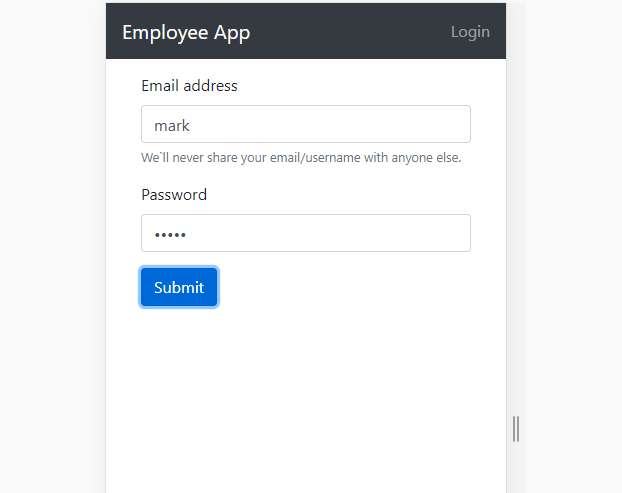 Employee App Login
Email address
mark
We`ll never share your email/username with anyone else.
Password
•••••
Submit